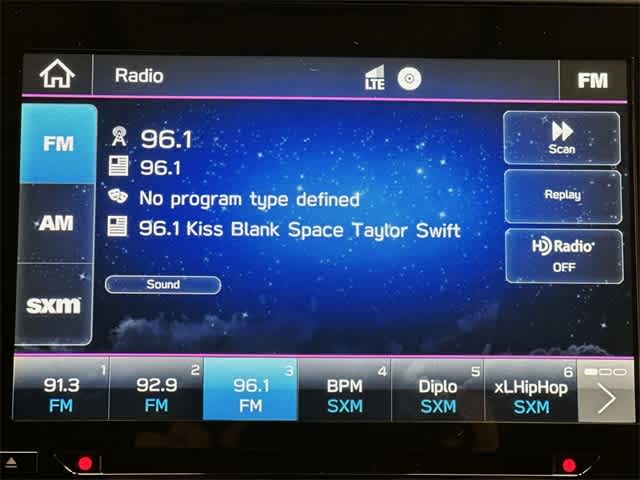 Radio
LTE
FM
FM
AM
sxm
96.1
96.1
No program type defined
96.1 Kiss Blank Space Taylor Swift
Sound
Scan
Replay
HD Radio
OFF
1
91.3
FM
2
92.9
FM
3
96.1
FM
4
BPM
SXM
5
Diplo
SXM
6
xLHipHop
SXM